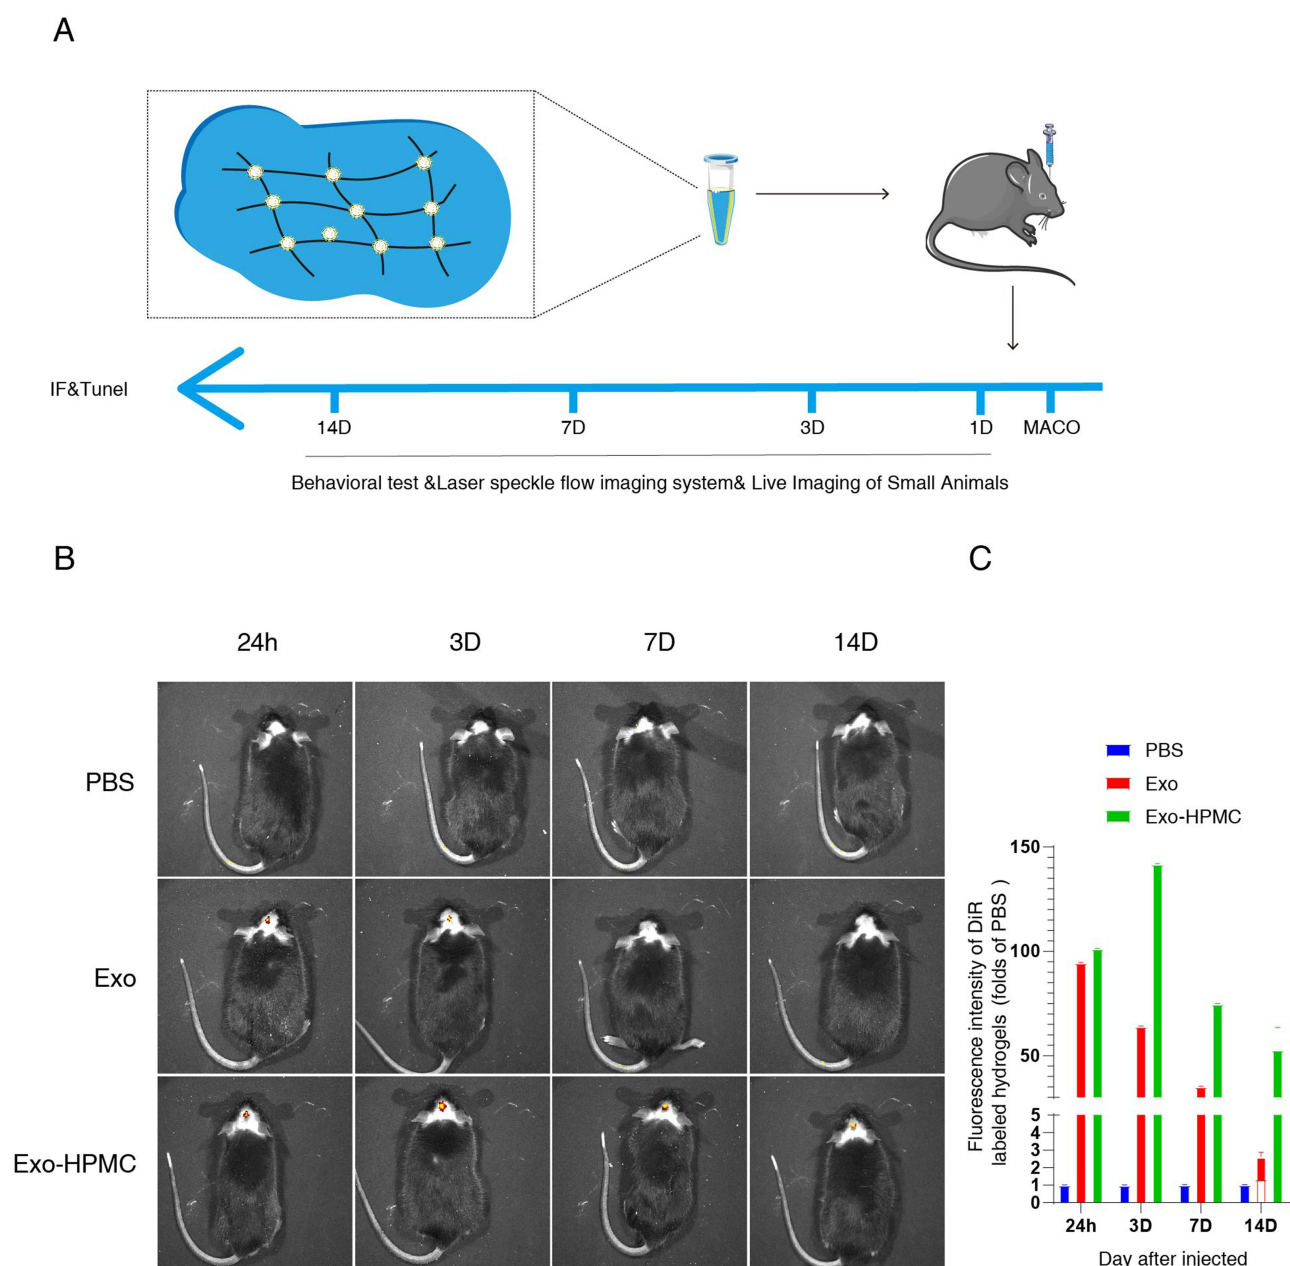 A
IF&Tunel
14D
7D
3D
1D
MACO
Behavioral test &Laser speckle flow imaging system& Live Imaging of Small Animals
B
24h
3D
7D
14D
PBS
Exo
Exo-HPMC
C
PBS
Exo
Exo-HPMC
Fluorescence intensity of DiR
labeled hydrogels (folds of PBS )
150
100
50
5
4
3
2
1
0
24h
3D
7D
14D
Day after injected